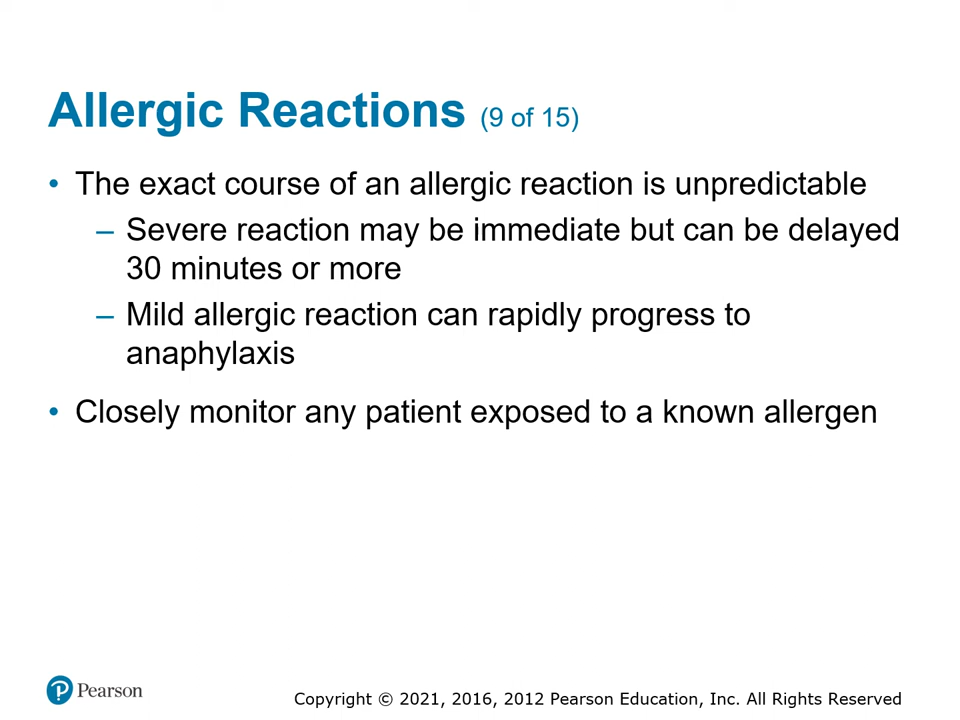 Allergic Reactions (9 of 15)
• The exact course of an allergic reaction is unpredictable
– Severe reaction may be immediate but can be delayed
30 minutes or more
– Mild allergic reaction can rapidly progress to
anaphylaxis
• Closely monitor any patient exposed to a known allergen
P Pearson
Copyright © 2021, 2016, 2012 Pearson Education, Inc. All Rights Reserved